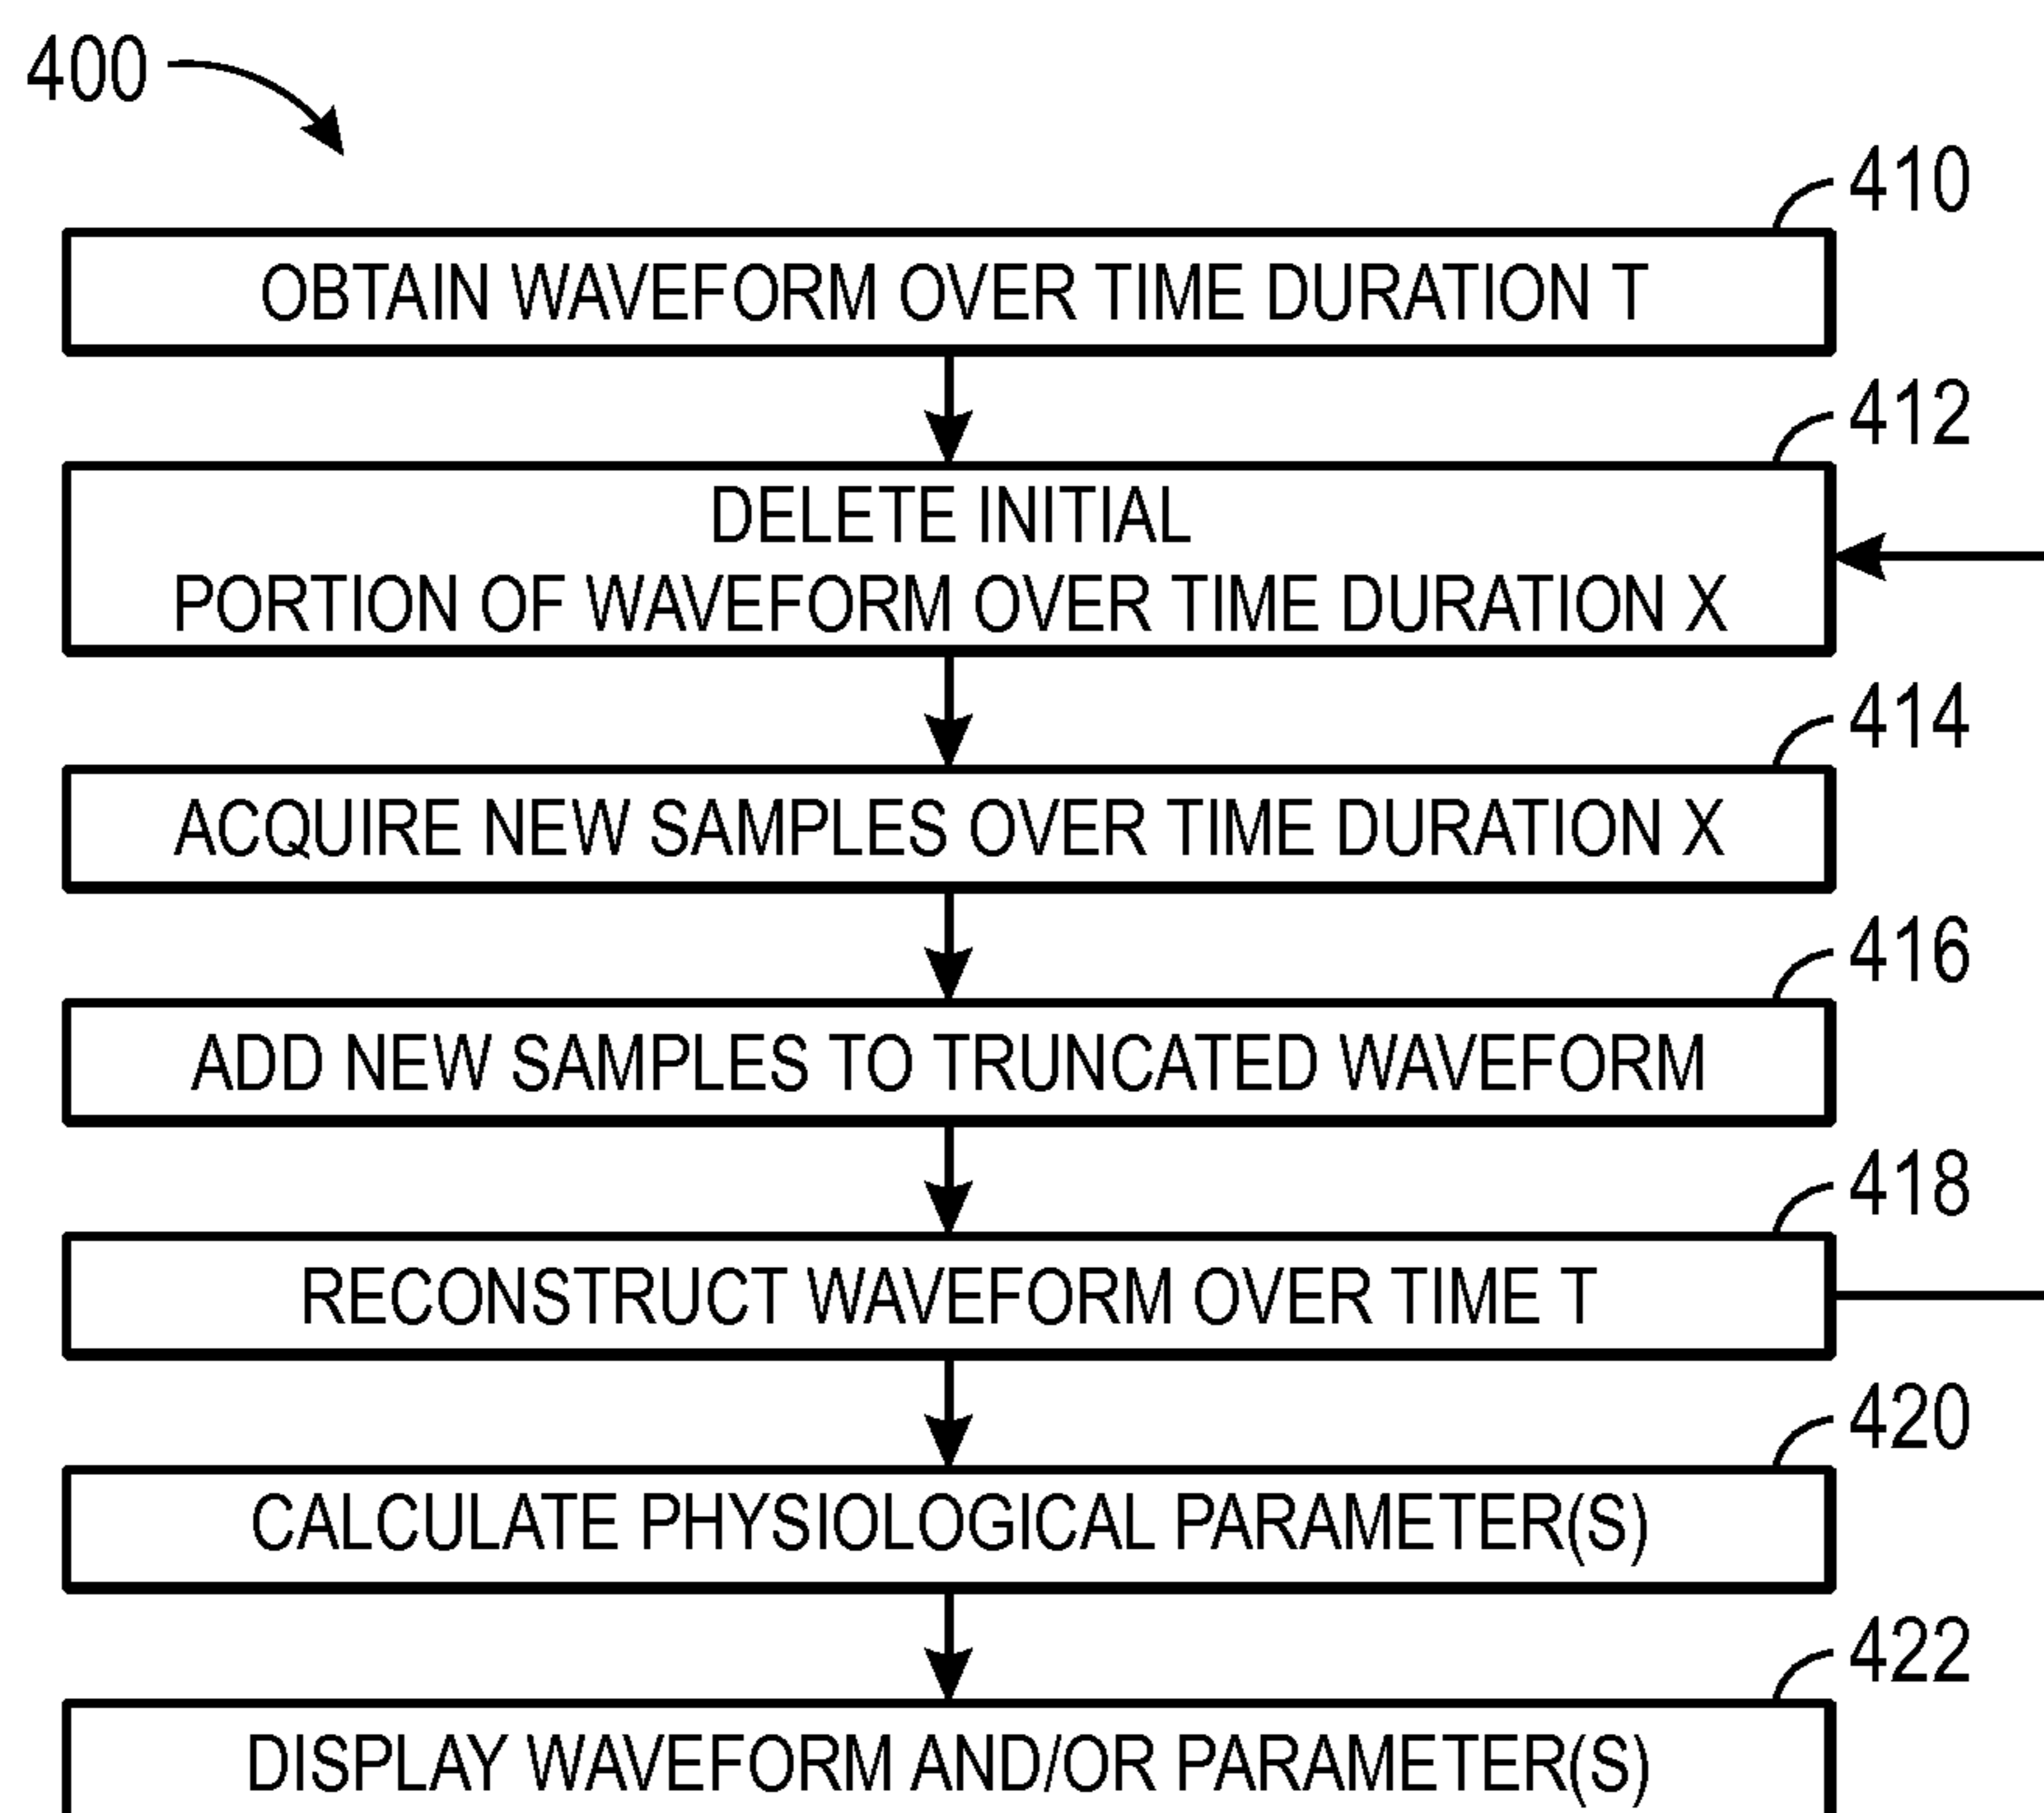 400
410
OBTAIN WAVEFORM OVER TIME DURATION T
412
DELETE INITIAL
PORTION OF WAVEFORM OVER TIME DURATION X
414
ACQUIRE NEW SAMPLES OVER TIME DURATION X
416
ADD NEW SAMPLES TO TRUNCATED WAVEFORM
418
RECONSTRUCT WAVEFORM OVER TIME T
420
CALCULATE PHYSIOLOGICAL PARAMETER(S)
422
DISPLAY WAVEFORM AND/OR PARAMETER(S)